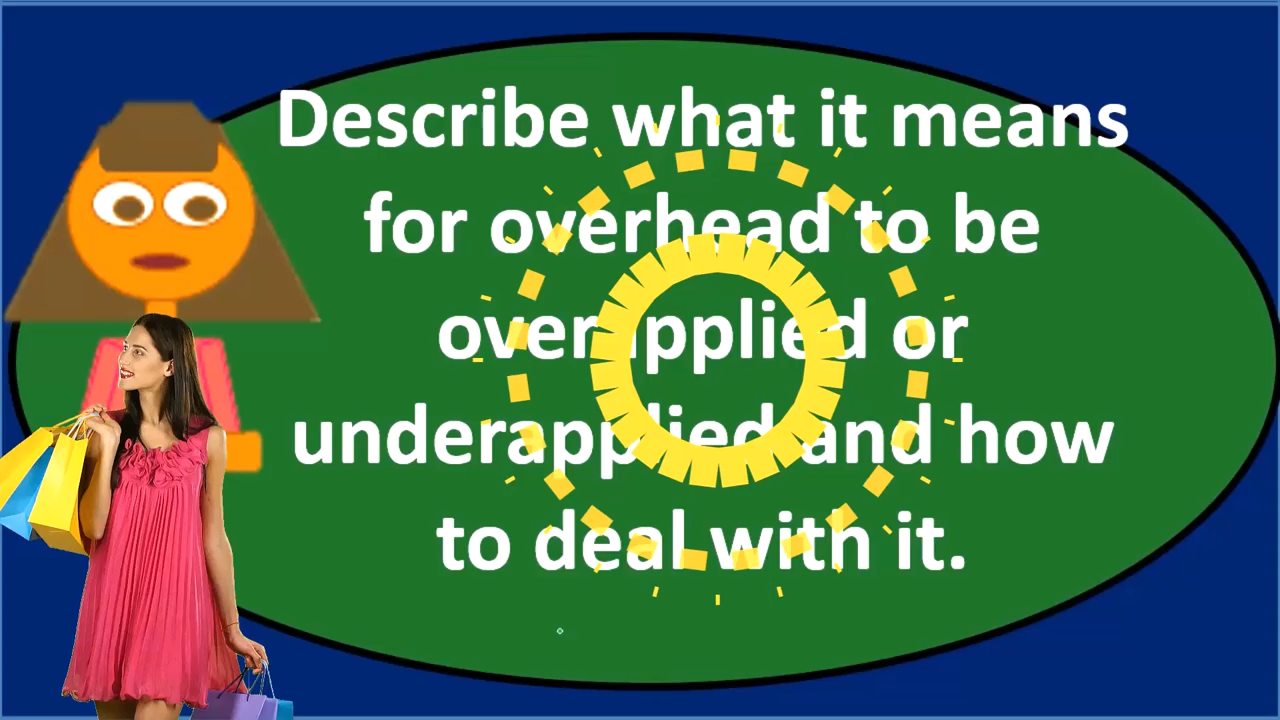 Describe what it means
for overhead to be
overapplied or
underapplied and how
to deal with it.